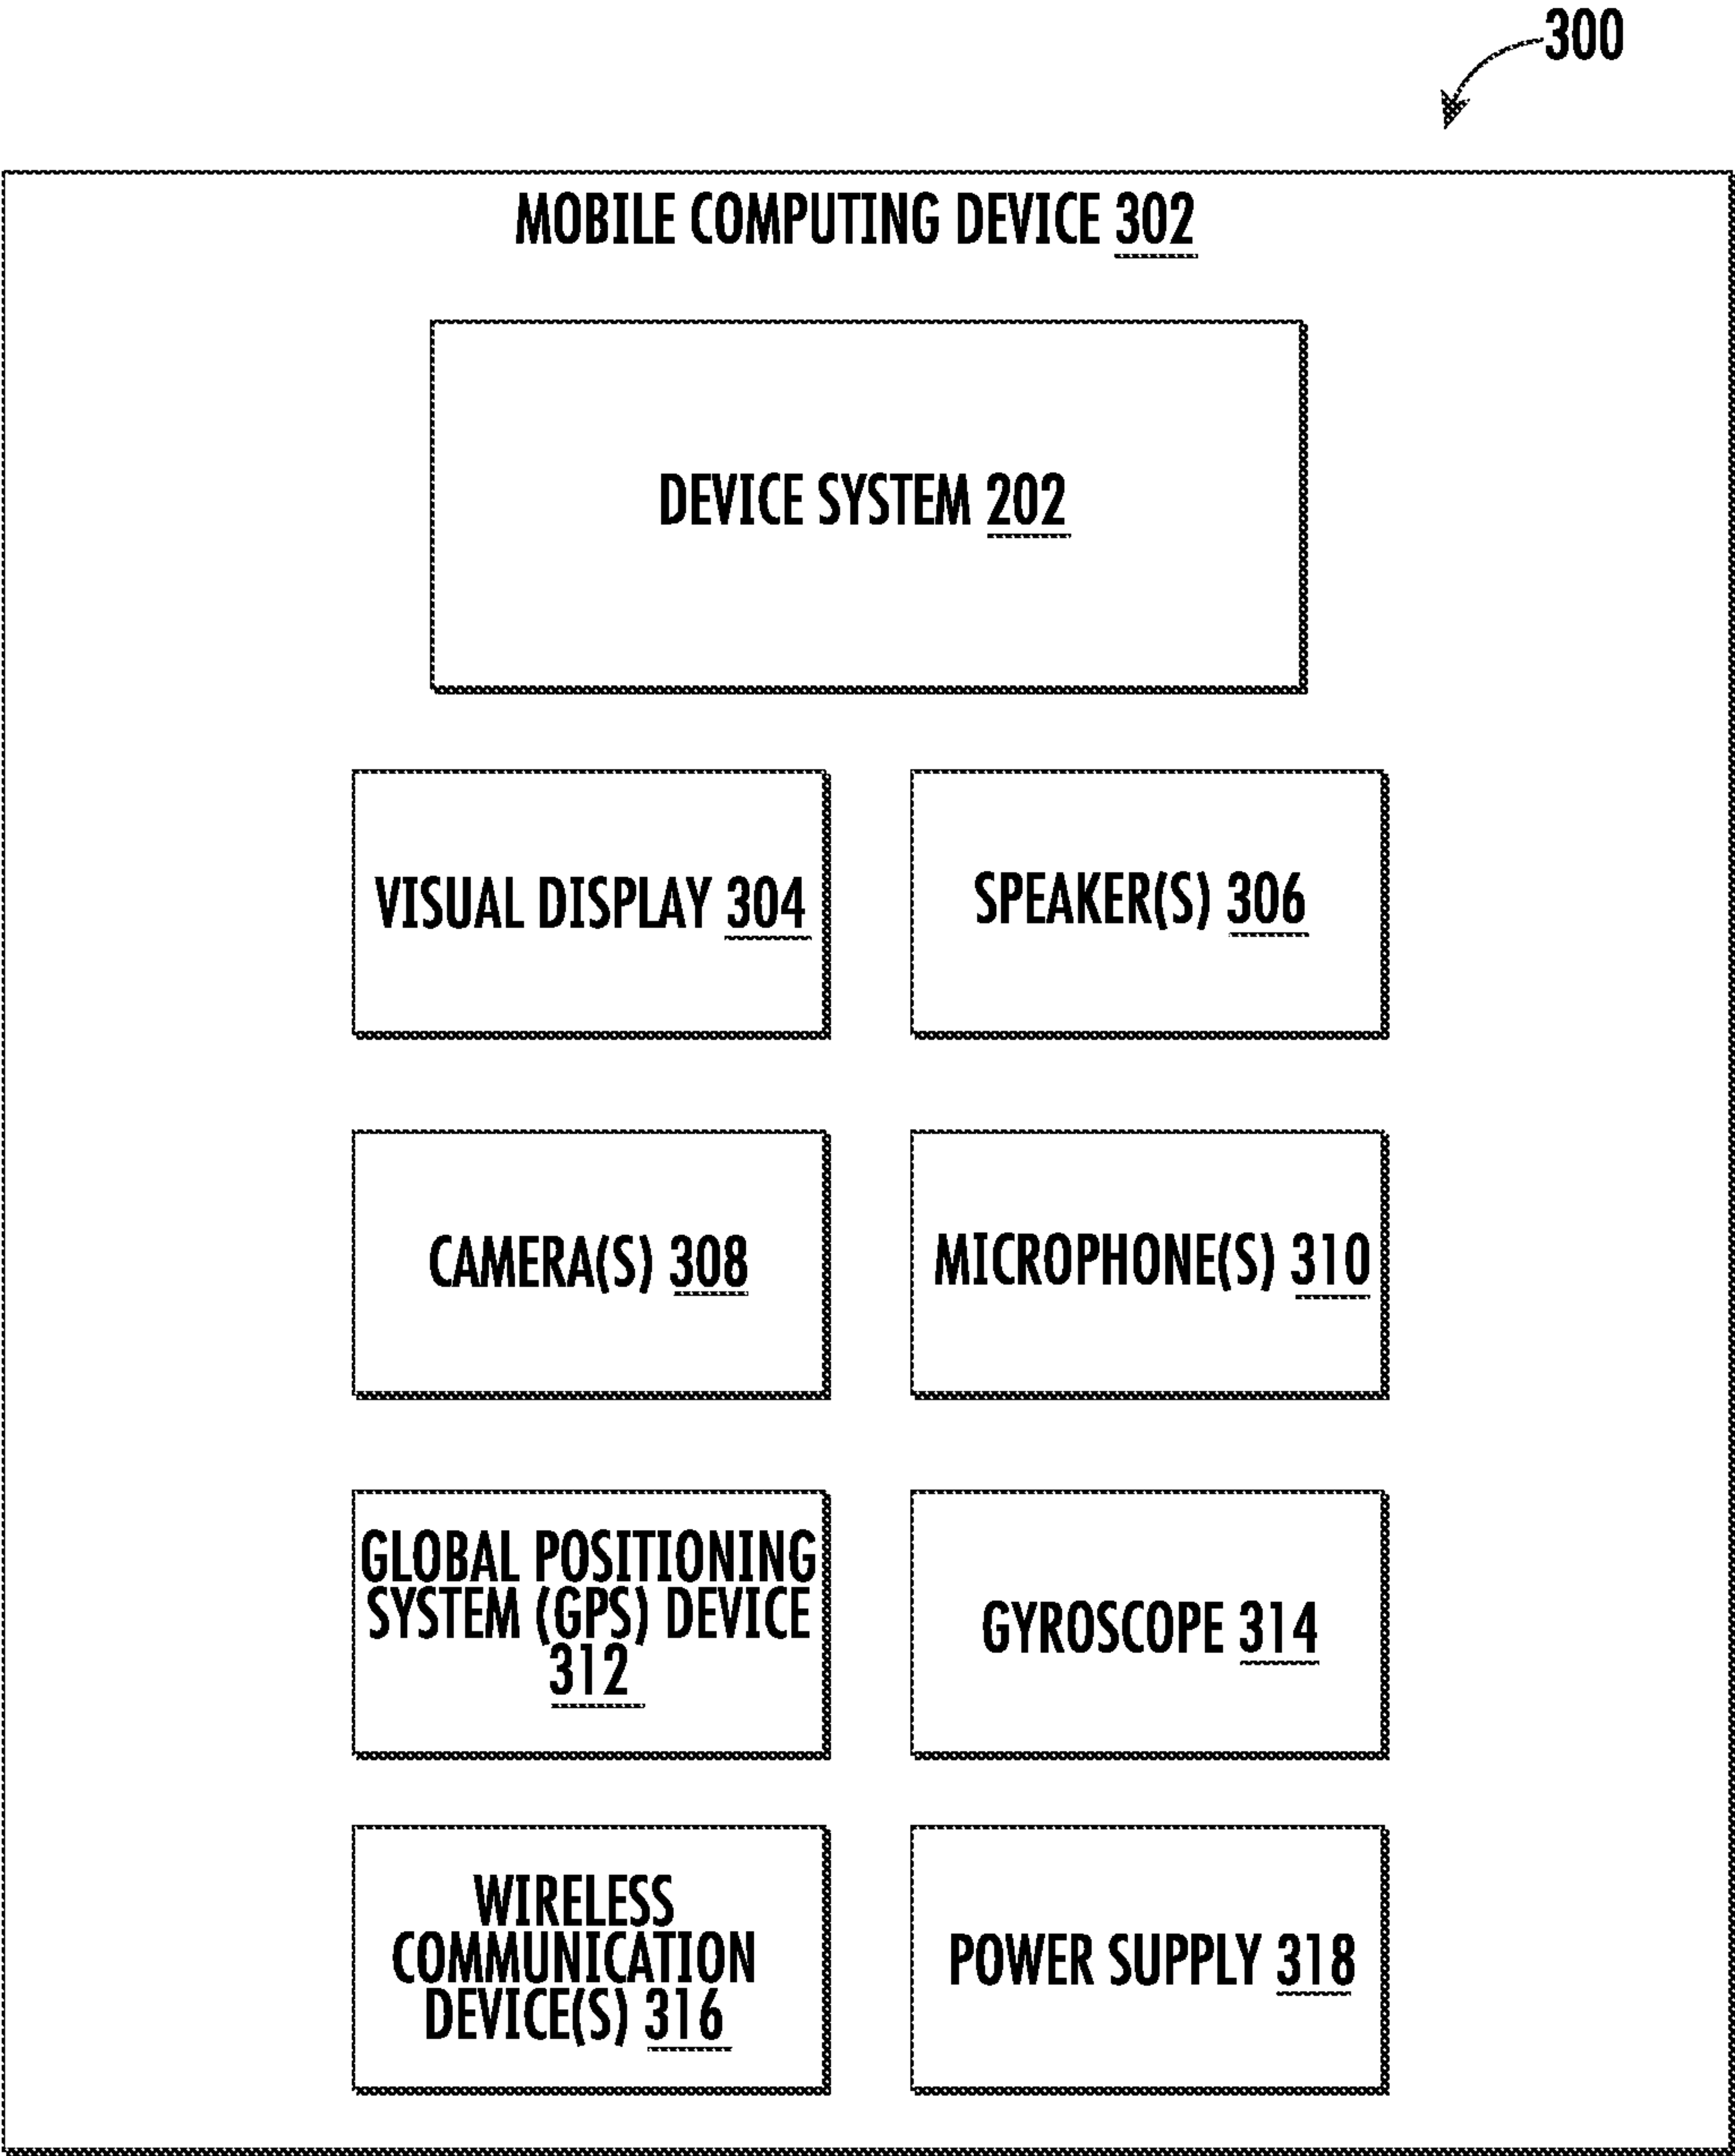 300
MOBILE COMPUTING DEVICE 302
DEVICE SYSTEM 202
VISUAL DISPLAY 304
SPEAKER(S) 306
CAMERA(S) 308
MICROPHONE(S) 310
GLOBAL POSITIONING
SYSTEM (GPS) DEVICE
312
GYROSCOPE 314
WIRELESS
COMMUNICATION
DEVICE(S) 316
POWER SUPPLY 318